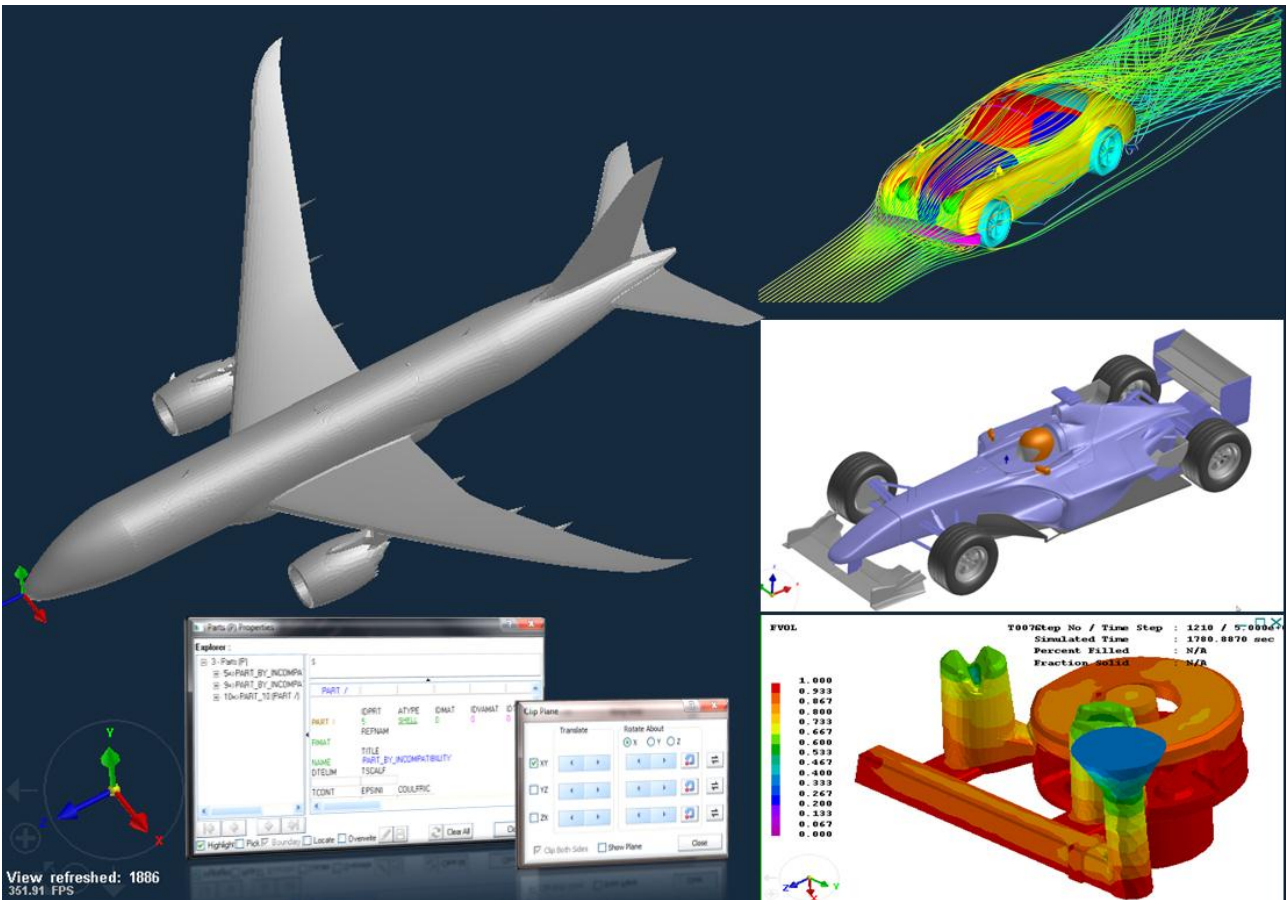 Parts (P) Properties
Explorer :
3 - Parts (P)
5=>PART_BY_INCOMPA
9=>PART_BY_INCOMPA
10=>PART_10 (PART /)
5
PART /
IDPRT ATYPE IDMAT IDVAMAT
PART / 5 SHELL 0 0 0
REFNAM
RMAT
TITLE
NAME PART_BY_INCOMPATIBILITY
DTELIM TSCALF
TCONT EPSINI COULFRIC
Highlight Pick Boundary Locate Overwrite Clear All
Clip Plane
Translate Rotate About
X Y Z
XY
YZ
ZX
Clip Both Sides Show Plane Close
Y
X
View refreshed: 1886
351.91 FPS
FVOL
Step No / Time Step : 1210 /
Simulated Time : 1780.8870 sec
Percent Filled : N/A
Fraction Solid : N/A
1.000
0.933
0.867
0.800
0.733
0.667
0.600
0.533
0.467
0.400
0.333
0.267
0.200
0.133
0.067
0.000
Z Y
X